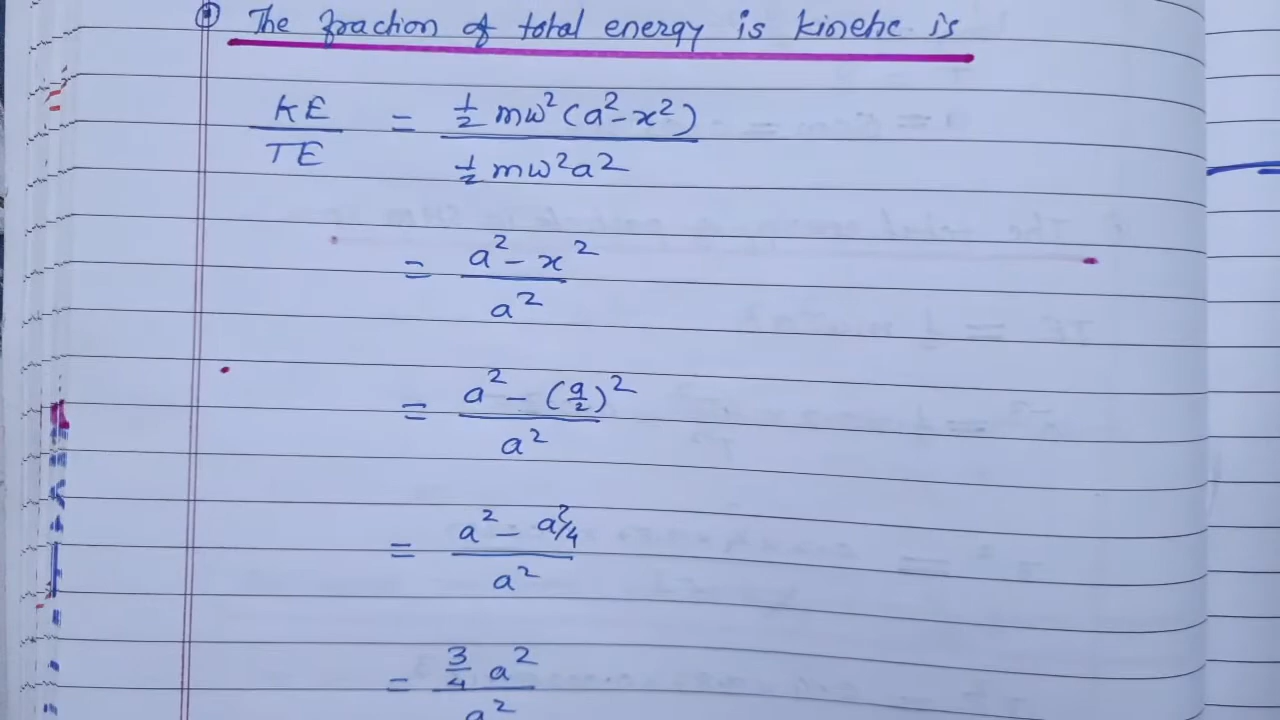 The fraction of total energy is kinetic is
KE/TE = ½ mω²(a²-x²) / ½ mω²a²
= a²-x² / a²
= a² - (a/2)² / a²
= a² - a²/4 / a²
= 3/4 a² / a²